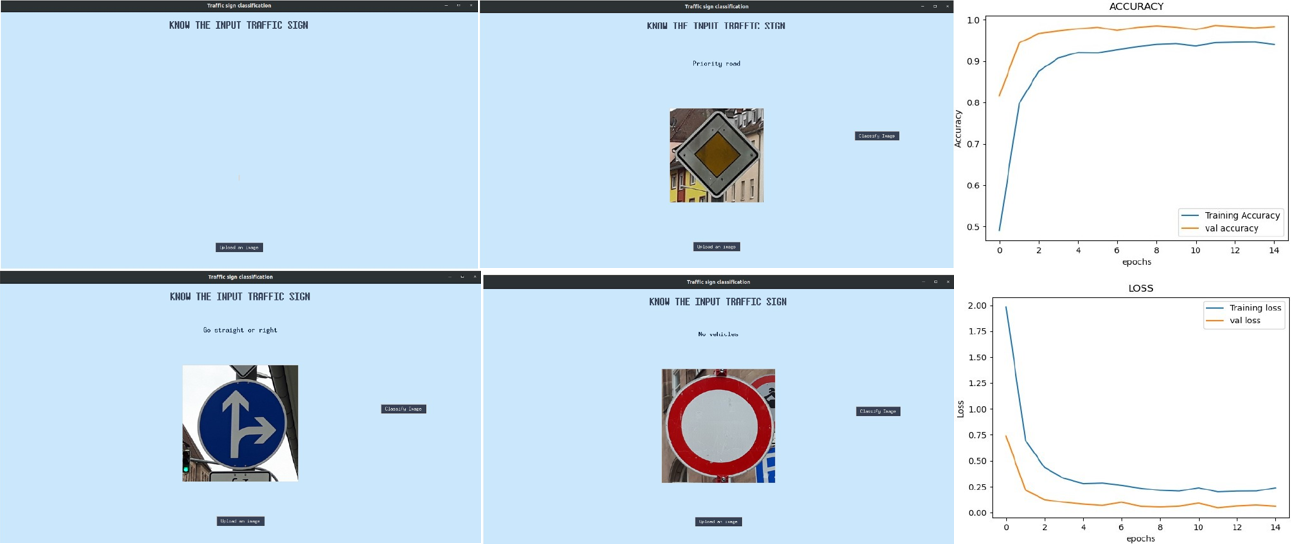 Traffic sign classification
KNOW THE INPUT TRAFFIC SIGN
Upload an image
Traffic sign classification
KNOW THE INPUT TRAFFIC SIGN
Priority road
Classify Image
Upload an image
ACCURACY
1.0
0.9
0.8
0.7
0.6
0.5
Accuracy
Training Accuracy
val accuracy
0 2 4 6 8 10 12 14
epochs
Traffic sign classification
KNOW THE INPUT TRAFFIC SIGN
Go straight or right
Classify Image
Upload an image
Traffic sign classification
KNOW THE INPUT TRAFFIC SIGN
No vehicles
Classify Image
Upload an image
LOSS
2.00
1.75
1.50
1.25
1.00
0.75
0.50
0.25
0.00
Loss
Training loss
val loss
0 2 4 6 8 10 12 14
epochs